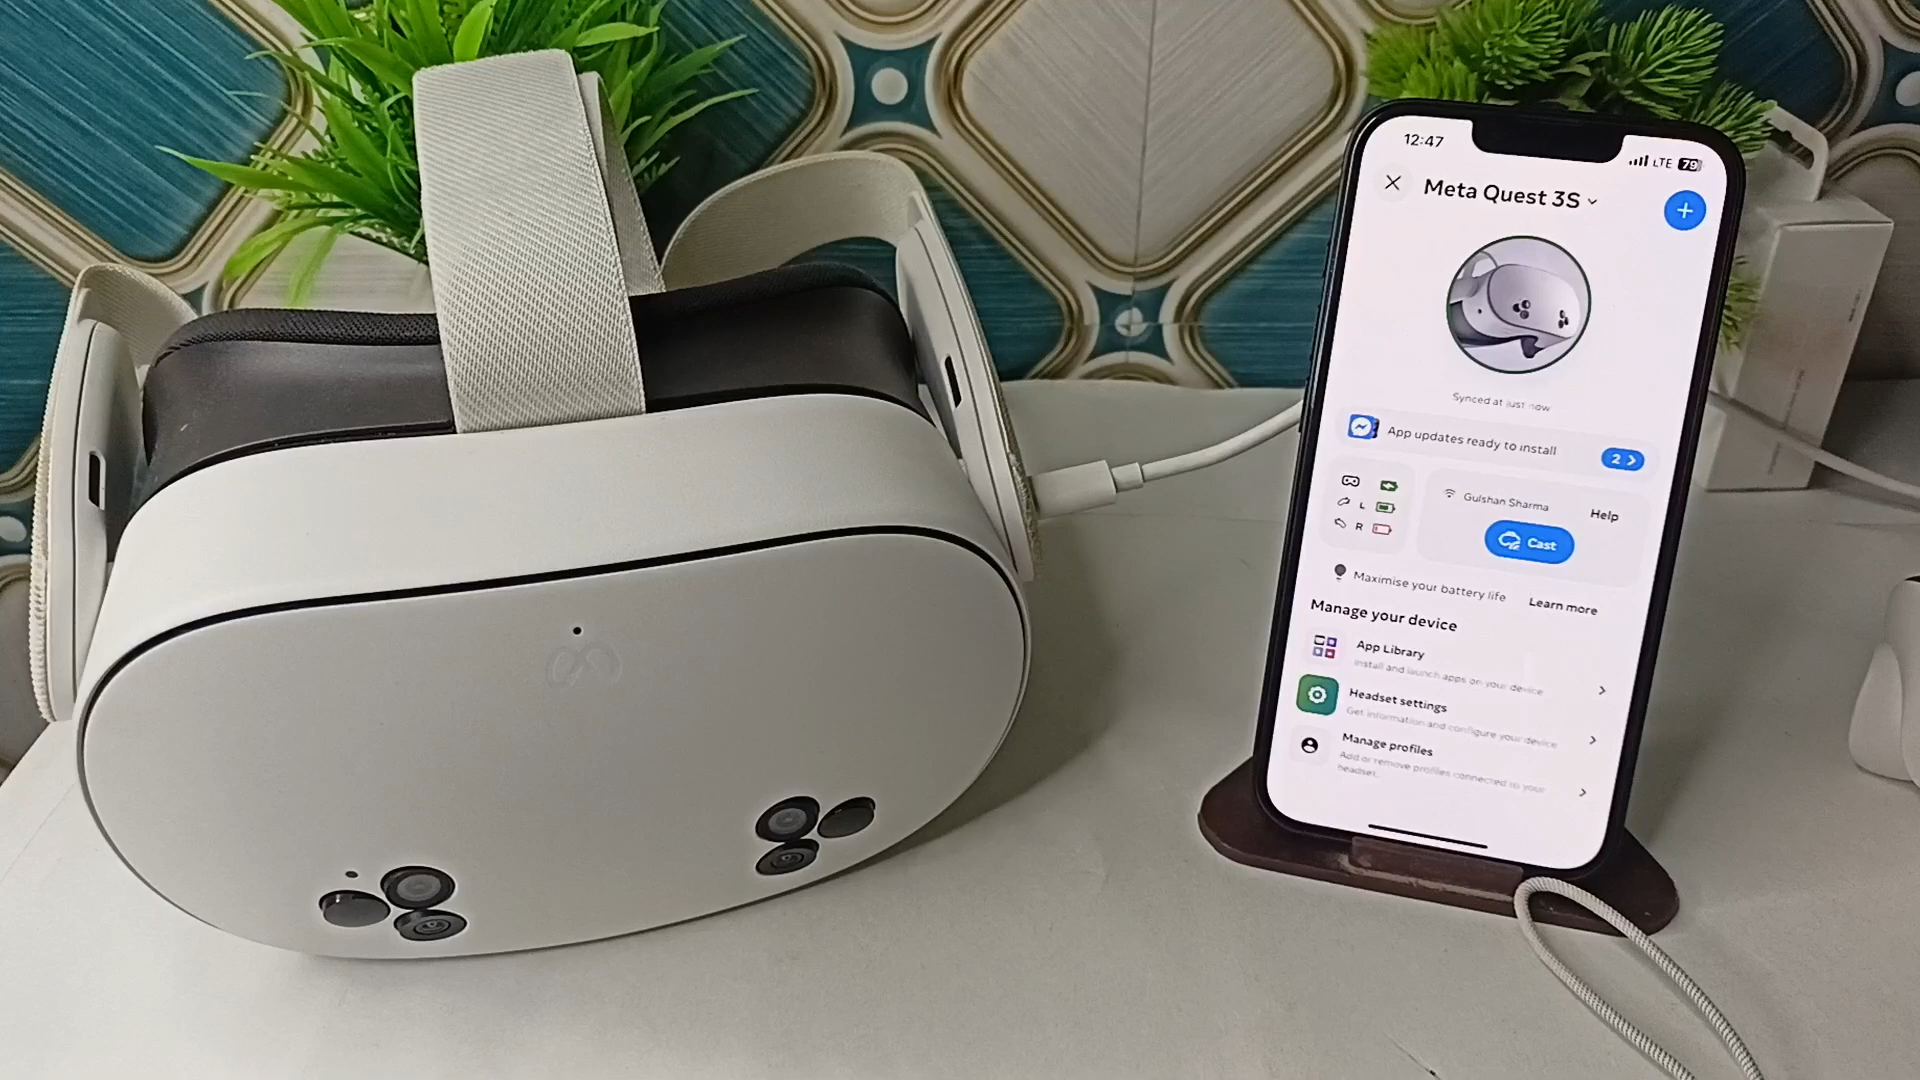 12:47
LTE 79
Meta Quest 3S
Synced at just now
App updates ready to install
2
Gulshan Sharma
Help
L
Cast
R
Maximise your battery life
Learn more
Manage your device
App Library
Install and launch apps on your device
Headset settings
Get information and configure your device
Manage profiles
Add or remove profiles connected to your
headset.